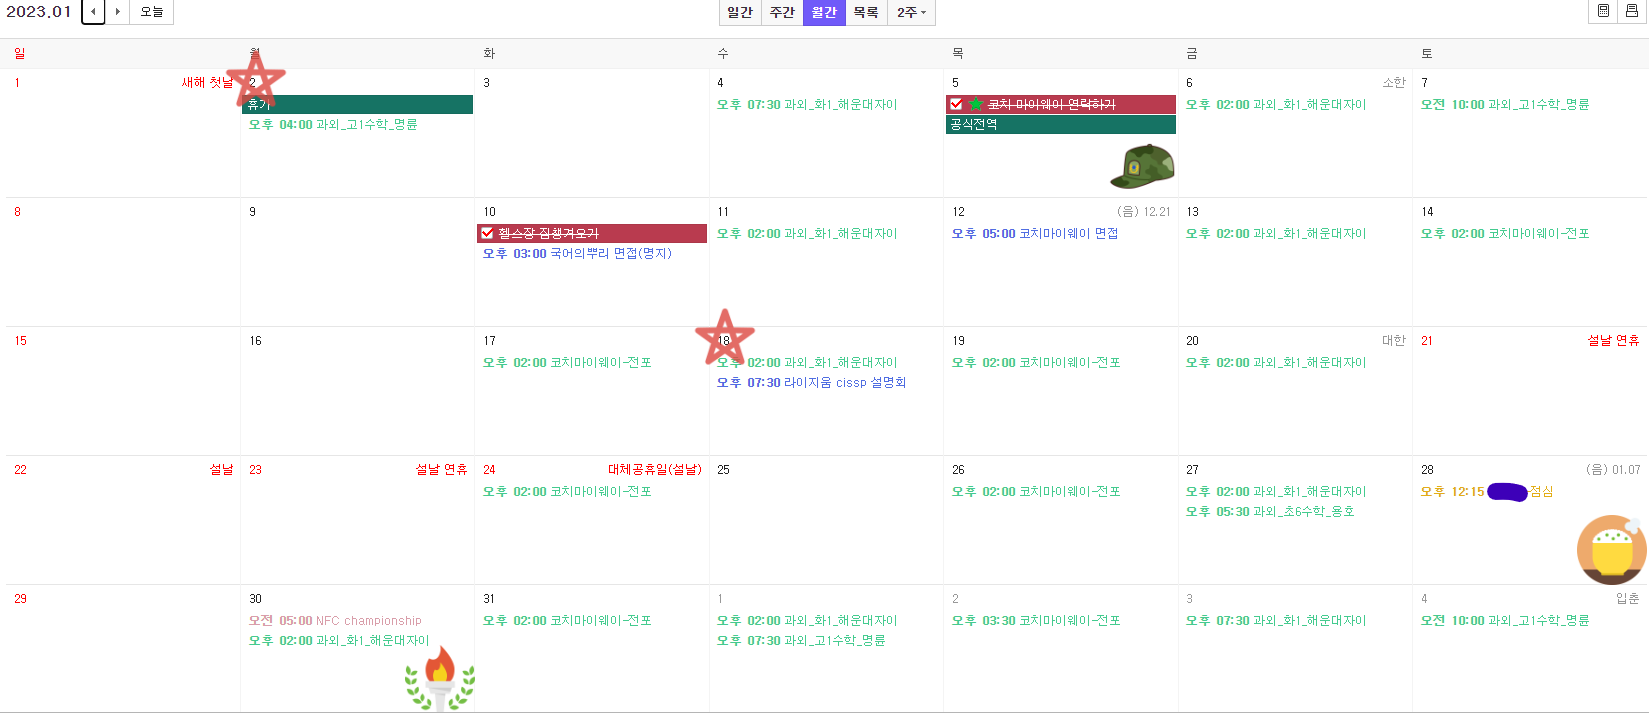 2023.01 오늘 일간 주간 월간 목록 2주
일 월 화 수 목 금 토
1 새해 첫날
2
휴가
오후 04:00 과외_고1수학_명륜
3
4
오후 07:30 과외_화1_해운대자이
5
코치 마이웨이 연락하기
공식전역
6 소한
오후 02:00 과외_화1_해운대자이
7
오전 10:00 과외_고1수학_명륜
8
9
10
헬스장 짐챙겨오기
오후 03:00 국어의뿌리 면접(명지)
11
오후 02:00 과외_화1_해운대자이
12 (음) 12.21
오후 05:00 코치마이웨이 면접
13
오후 02:00 과외_화1_해운대자이
14
오후 02:00 코치마이웨이-전포
15
16
17
오후 02:00 코치마이웨이-전포
18
오후 02:00 과외_화1_해운대자이
오후 07:30 라이지움 cissp 설명회
19
오후 02:00 코치마이웨이-전포
20 대한
오후 02:00 과외_화1_해운대자이
21 설날 연휴
22 설날
23 설날 연휴
24 대체공휴일(설날)
오후 02:00 코치마이웨이-전포
25
26
오후 02:00 코치마이웨이-전포
27
오후 02:00 과외_화1_해운대자이
오후 05:30 과외_초6수학_용호
28 (음) 01.07
오후 12:15 -점심
29
30
오전 05:00 NFC championship
오후 02:00 과외_화1_해운대자이
31
오후 02:00 코치마이웨이-전포
1
오후 02:00 과외_화1_해운대자이
오후 07:30 과외_고1수학_명륜
2
오후 03:30 코치마이웨이-전포
3
오후 07:30 과외_화1_해운대자이
4 입춘
오전 10:00 과외_고1수학_명륜